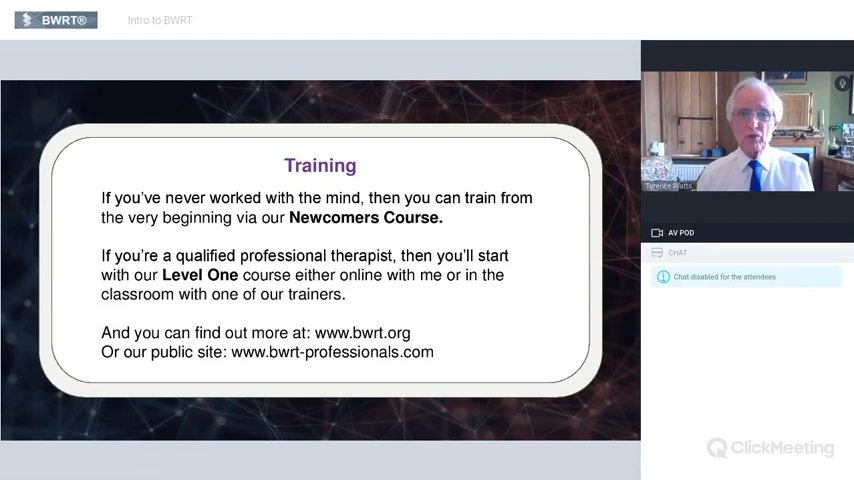 BWRT®
Intro to BWRT
Training
If you've never worked with the mind, then you can train from
the very beginning via our Newcomers Course.
If you're a qualified professional therapist, then you'll start
with our Level One course either online with me or in the
classroom with one of our trainers.
And you can find out more at: www.bwrt.org
Or our public site: www.bwrt-professionals.com
Terence Watts
AV POD
CHAT
Chat disabled for the attendees
ClickMeeting